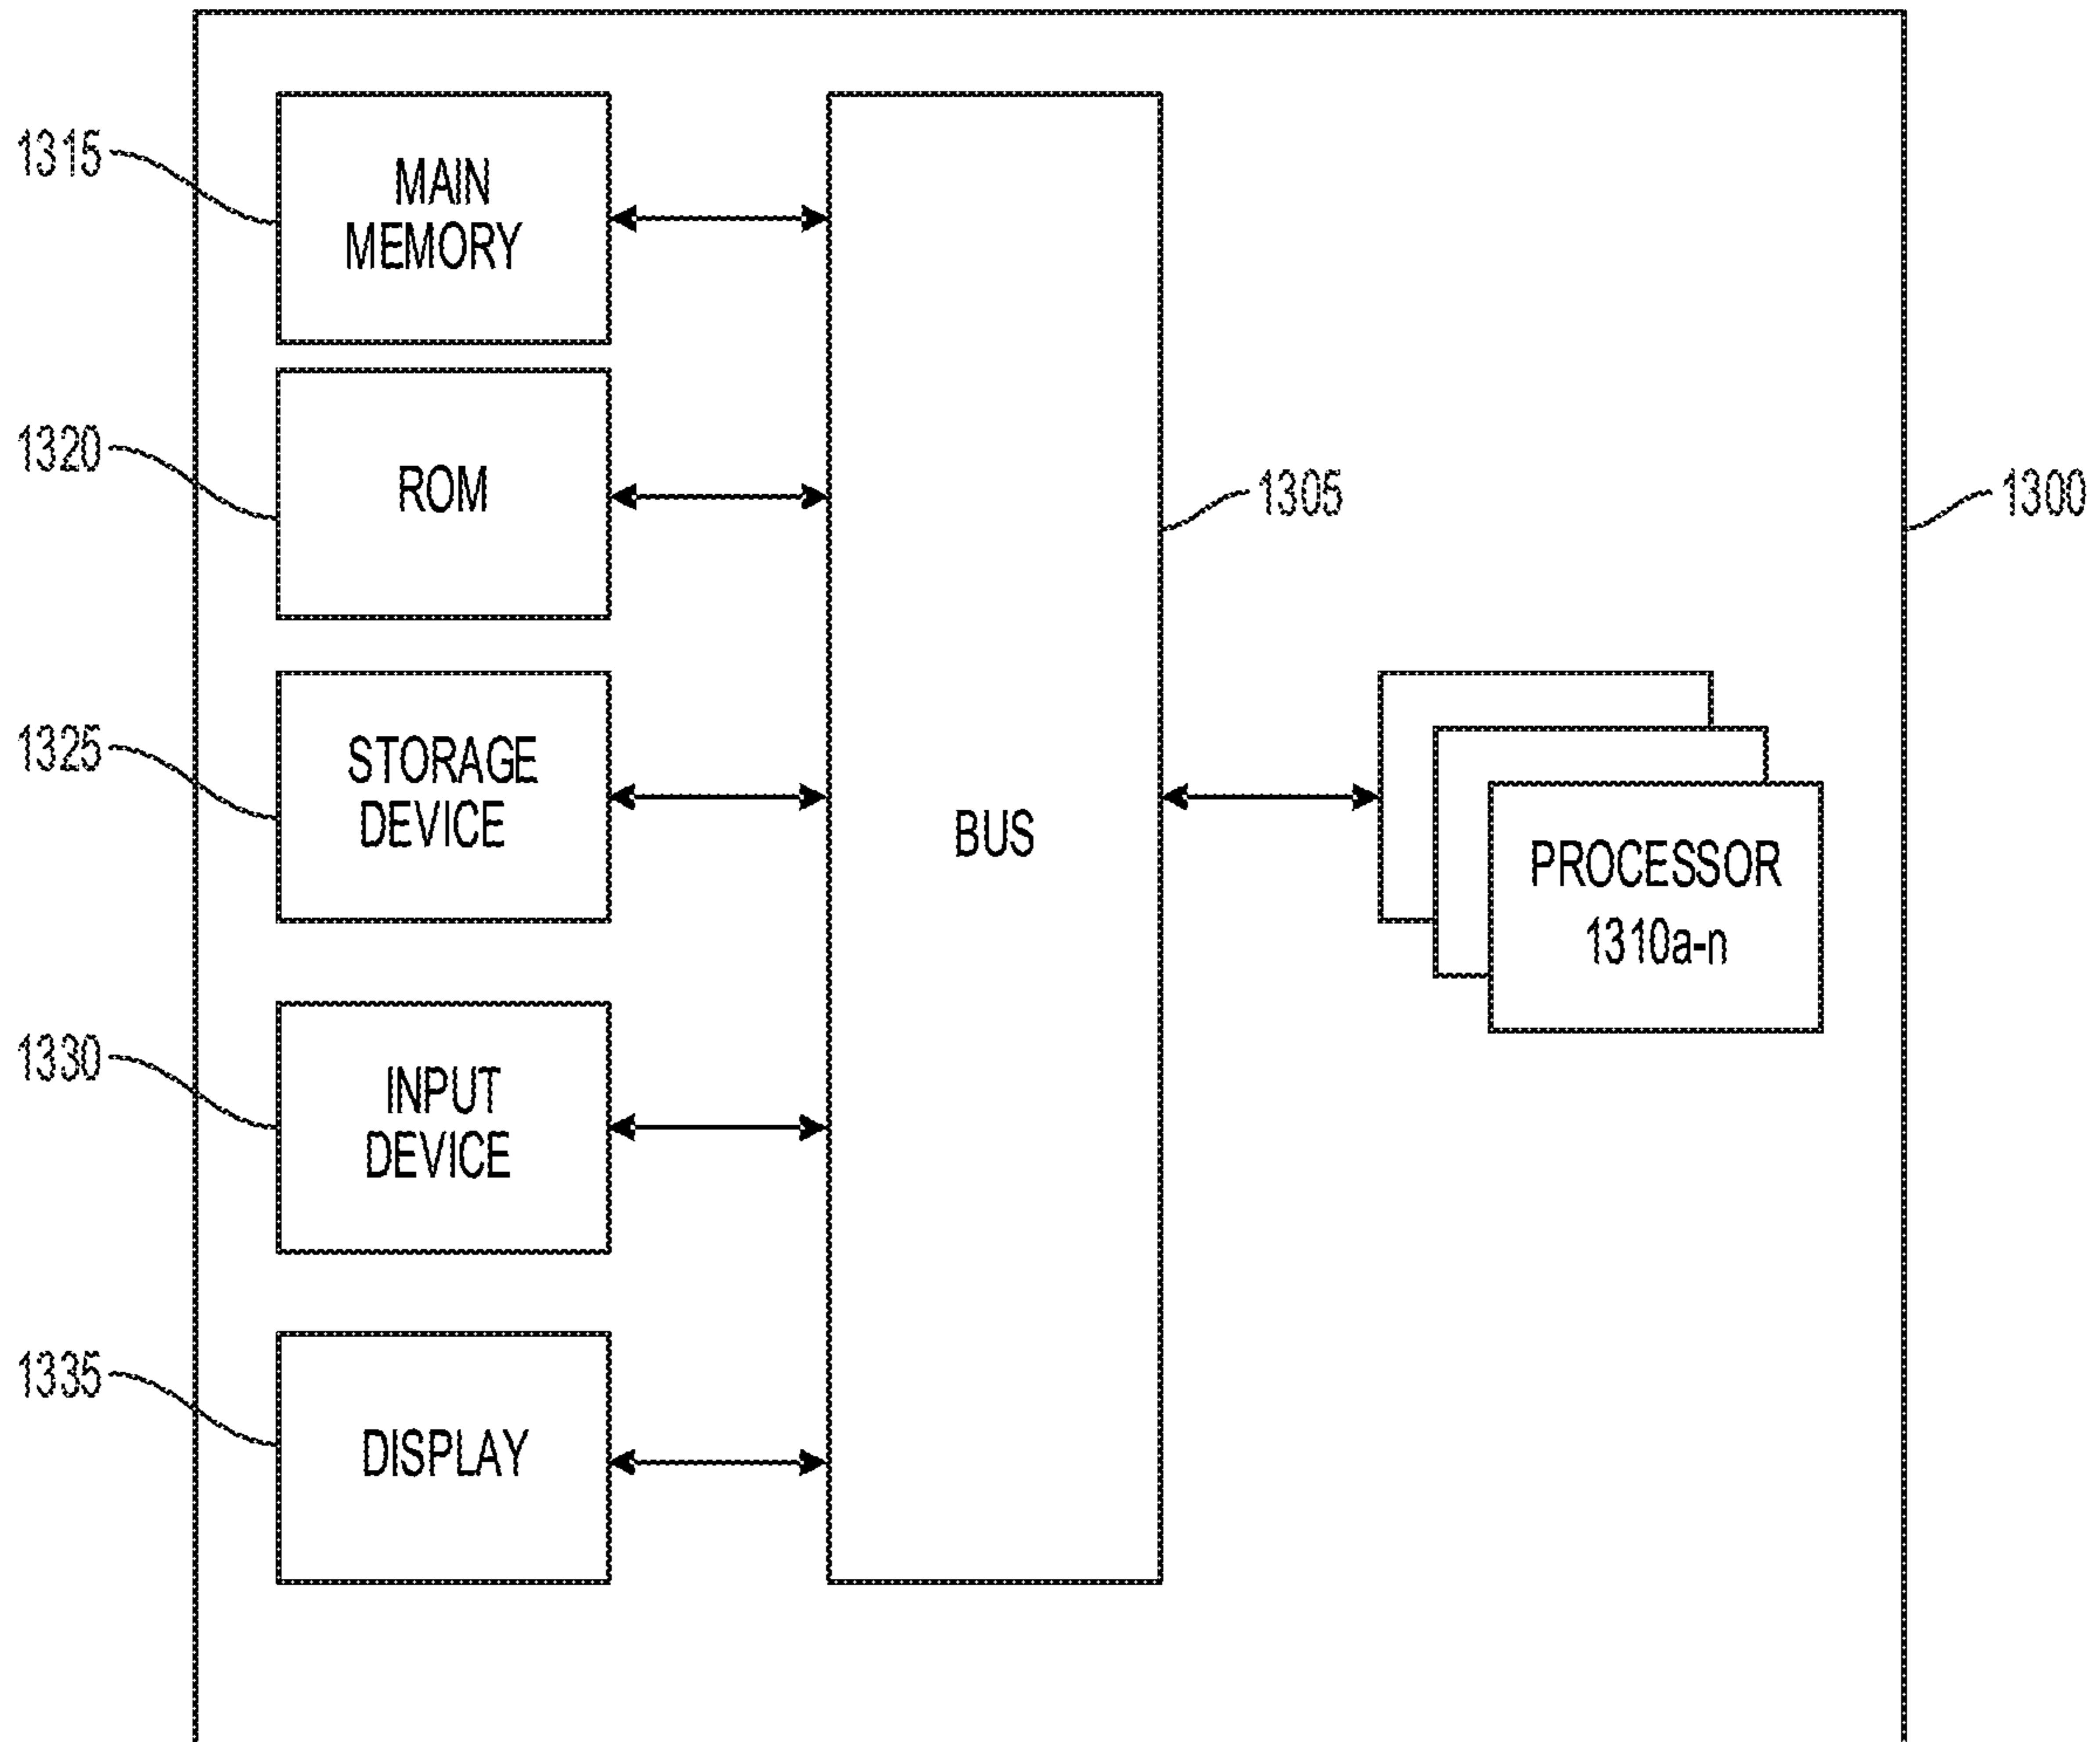 1315
MAIN
MEMORY
1320
ROM
1305
1300
1325
STORAGE
DEVICE
BUS
PROCESSOR
1310a-n
1330
INPUT
DEVICE
1335
DISPLAY